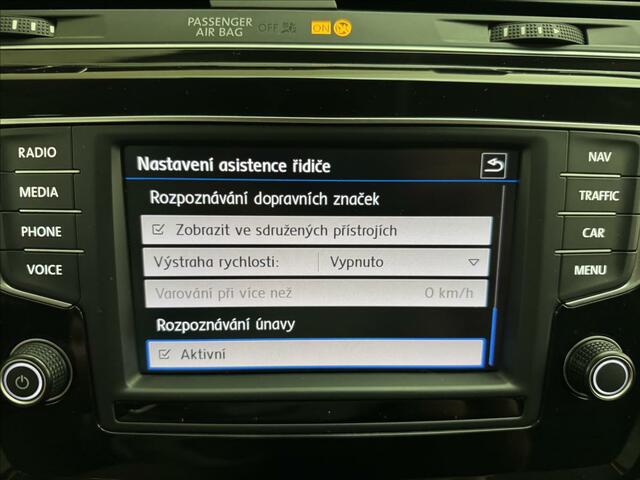 PASSENGER AIR BAG OFF ON
RADIO
MEDIA
PHONE
VOICE
Nastavení asistence řidiče
Rozpoznávání dopravních značek
Zobrazit ve sdružených přístrojích
Výstraha rychlosti: Vypnuto
Varování při více než 0 km/h
Rozpoznávání únavy
Aktivní
NAV
TRAFFIC
CAR
MENU